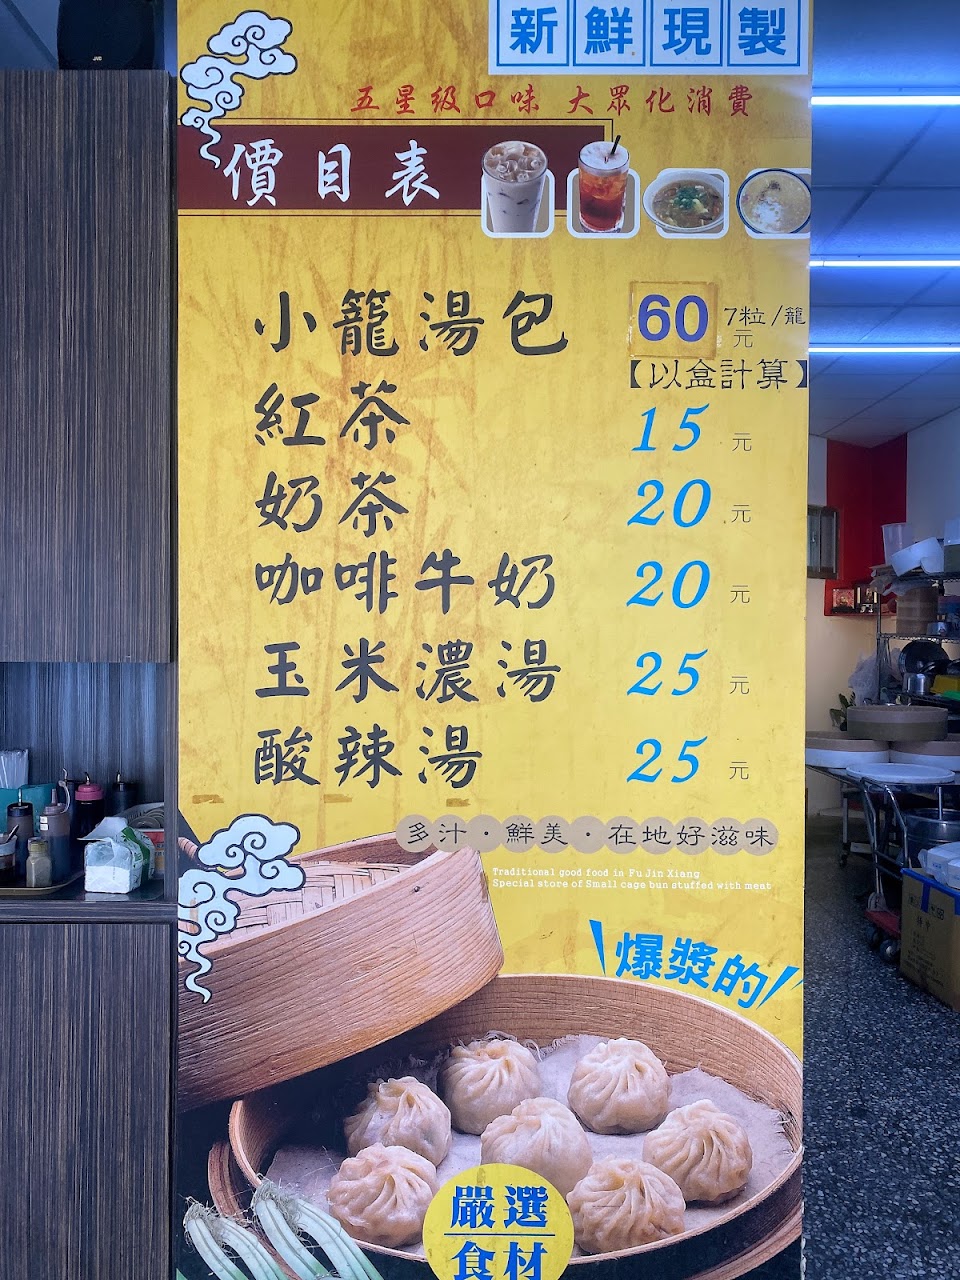 新鮮現製
五星級口味 大眾化消費
價目表
小籠湯包 60 7粒/籠
元
【以盒計算】
紅茶 15 元
奶茶 20 元
咖啡牛奶 20 元
玉米濃湯 25 元
酸辣湯 25 元
多汁·鮮美·在地好滋味
Traditional good food in Fu Jin Xiang
Special store of Small cage bun stuffed with meat
爆漿的
嚴選
食材